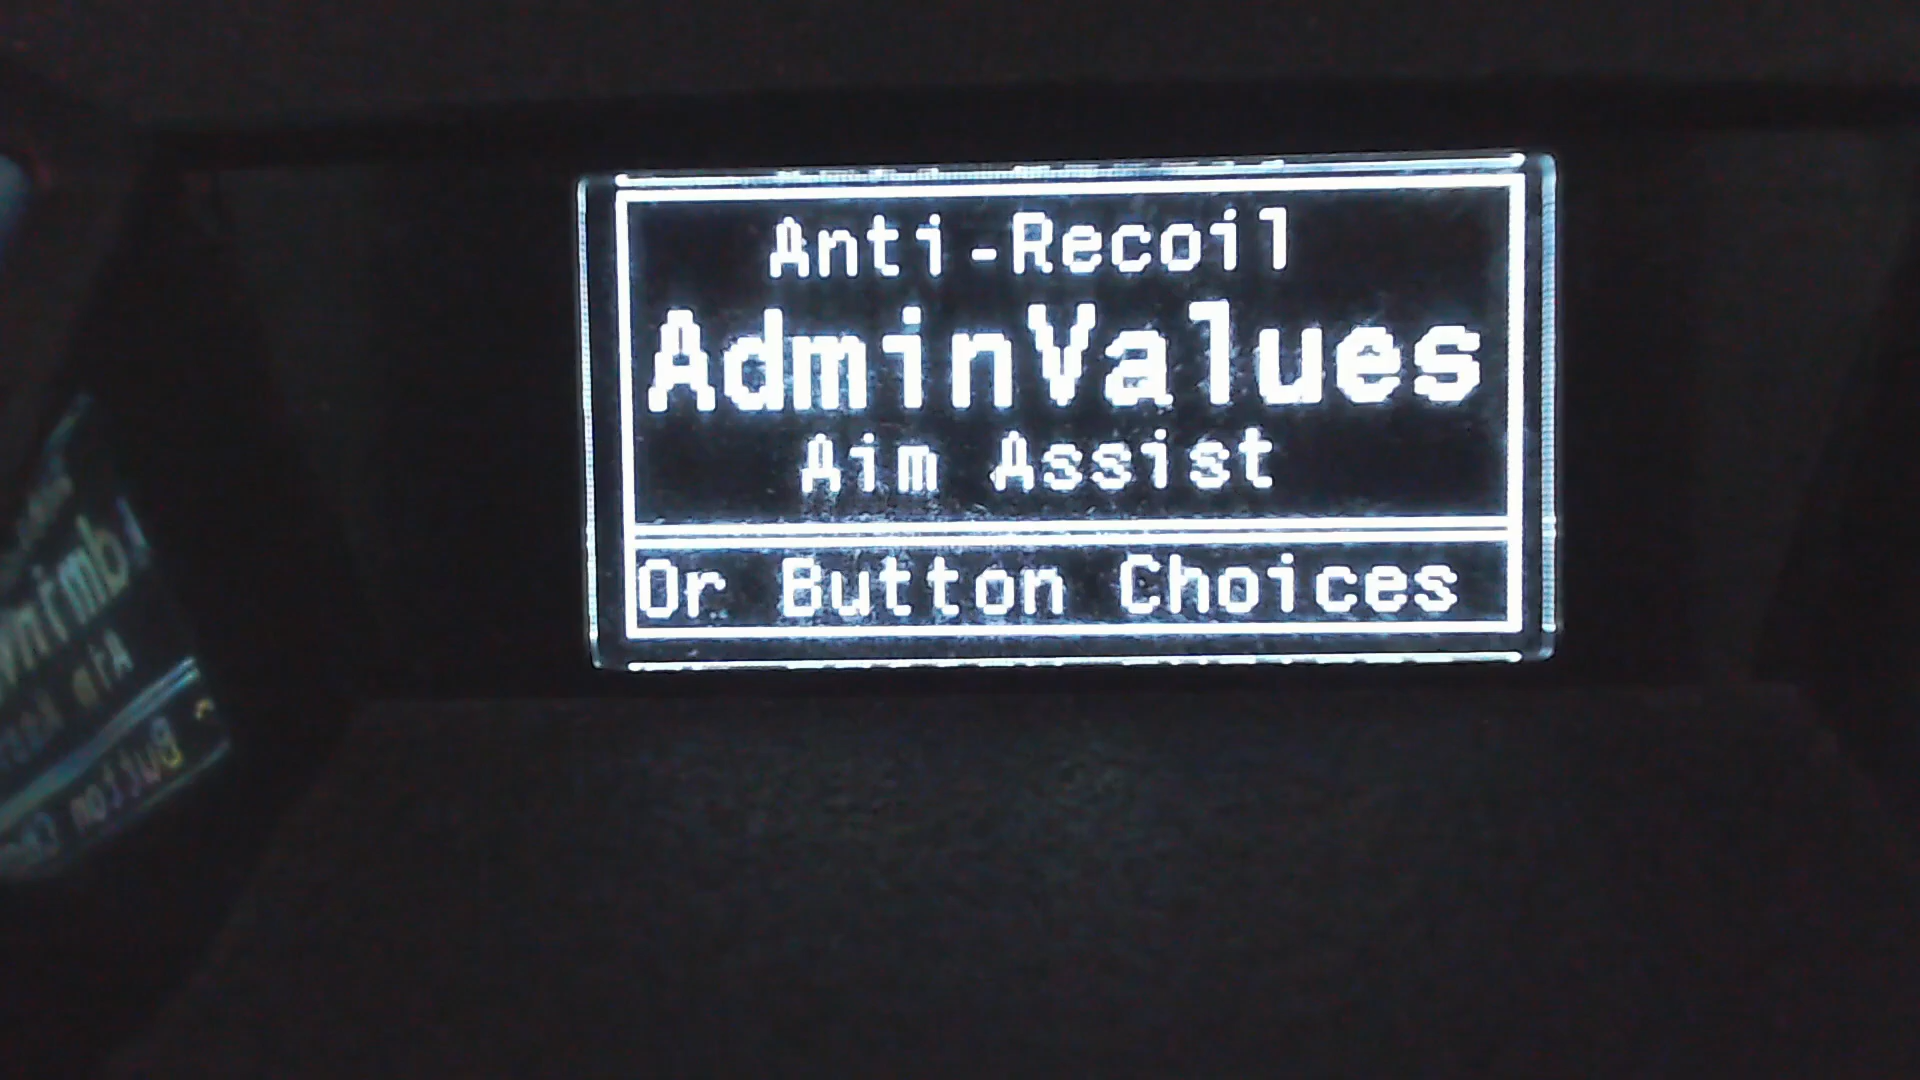 Anti-Recoil
AdminValues
Aim Assist
Or Button Choices